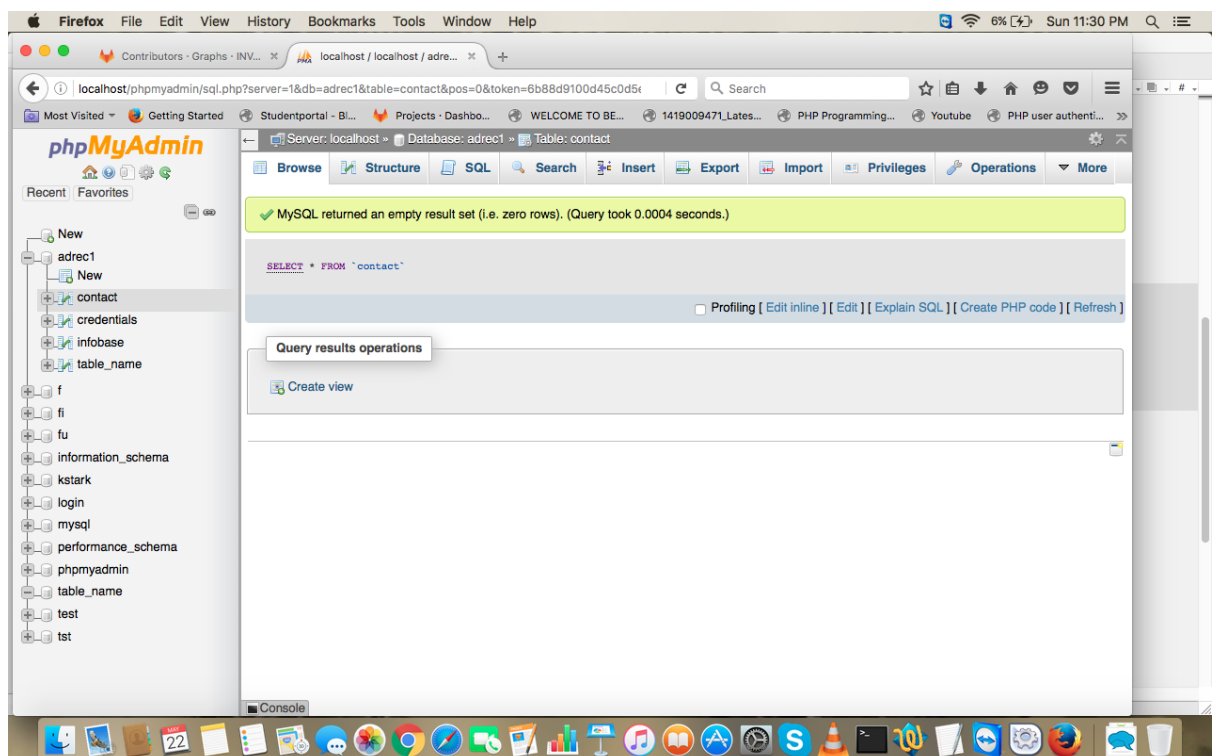 Firefox File Edit View History Bookmarks Tools Window Help 6% Sun 11:30 PM
Contributors · Graphs · INV... localhost / localhost / adre...
localhost/phpmyadmin/sql.php?server=1&db=adrec1&table=contact&pos=0&token=6b88d9100d45c0d5e Search
Most Visited Getting Started Studentportal - Bl... Projects · Dashbo... WELCOME TO BE... 1419009471_Lates... PHP Programming... Youtube PHP user authenti...
phpMyAdmin
Recent Favorites
New
adrec1
New
contact
credentials
infobase
table_name
f
fi
fu
information_schema
kstark
login
mysql
performance_schema
phpmyadmin
table_name
test
tst
Server: localhost » Database: adrec1 » Table: contact
Browse Structure SQL Search Insert Export Import Privileges Operations More
MySQL returned an empty result set (i.e. zero rows). (Query took 0.0004 seconds.)
SELECT * FROM `contact`
Profiling [ Edit inline ] [ Edit ] [ Explain SQL ] [ Create PHP code ] [ Refresh ]
Query results operations
Create view
Console
MAY
22